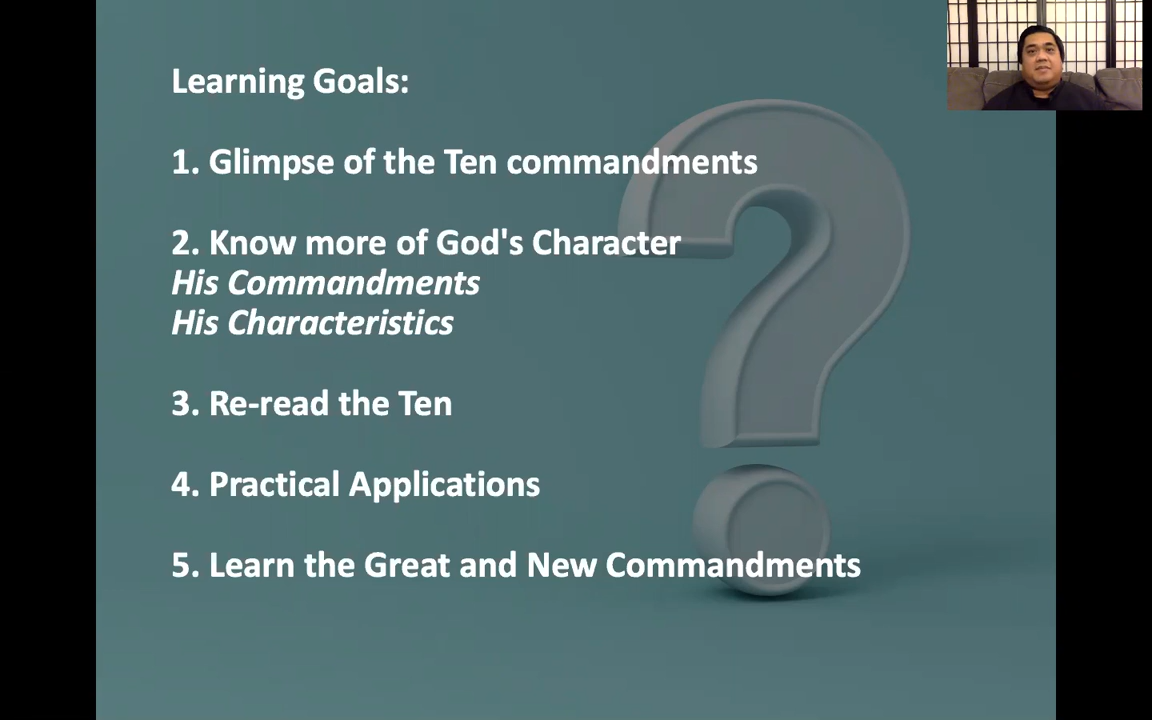 Learning Goals:
1. Glimpse of the Ten commandments
2. Know more of God's Character
His Commandments
His Characteristics
3. Re-read the Ten
4. Practical Applications
5. Learn the Great and New Commandments